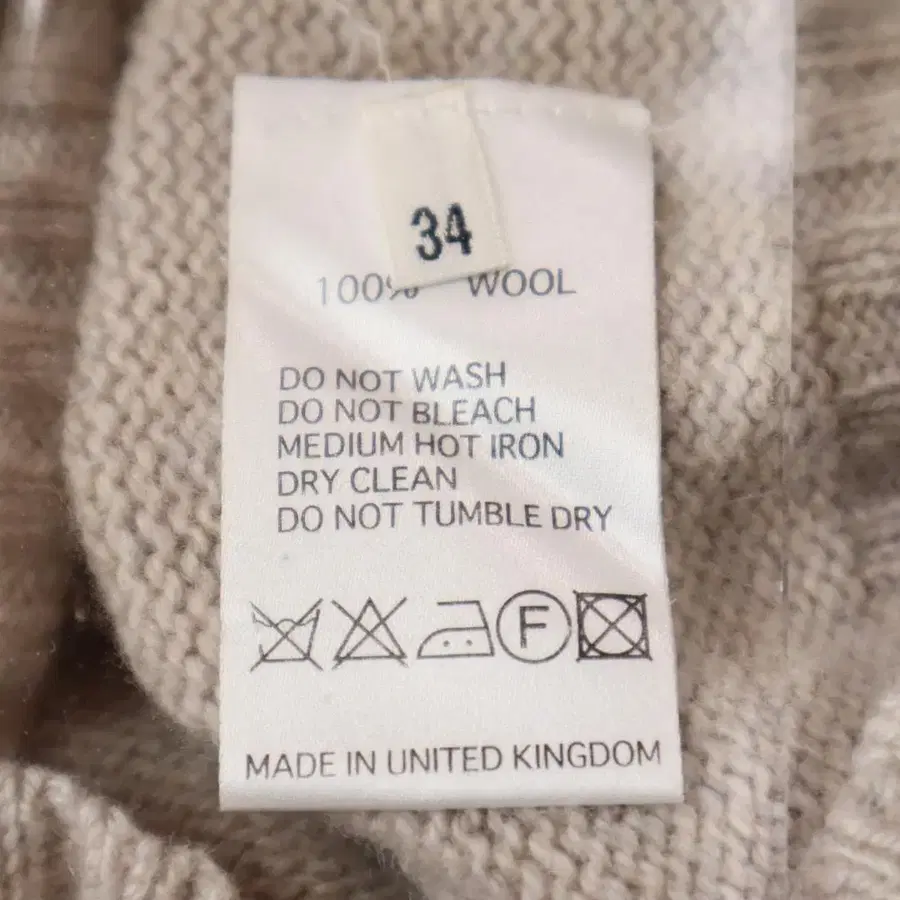 34
100% WOOL
DO NOT WASH
DO NOT BLEACH
MEDIUM HOT IRON
DRY CLEAN
DO NOT TUMBLE DRY
F
MADE IN UNITED KINGDOM